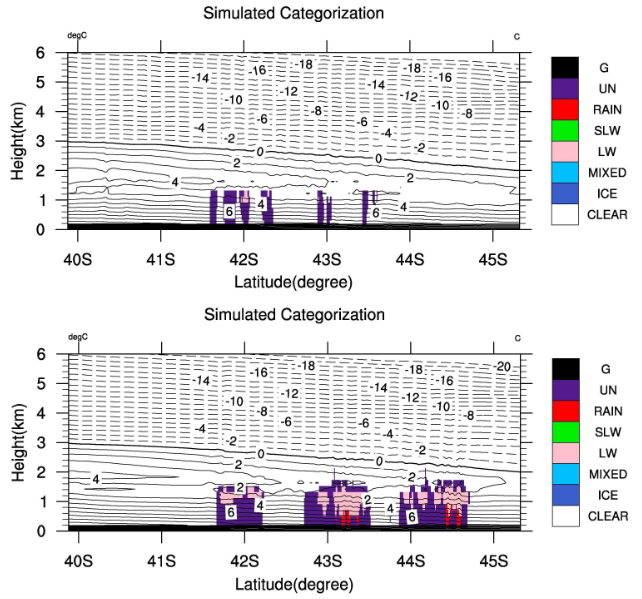 Simulated Categorization
degC
C
6
5
4
3
2
1
0
Height(km)
-18
-16
-14
-16
-14
-12
-10
-12
-10
-8
-8
-6
-6
-4
-4
-2
-2
0
0
2
2
4
4
6
4
6
4
40S
41S
42S
43S
44S
45S
Latitude(degree)
G
UN
RAIN
SLW
LW
MIXED
ICE
CLEAR
Simulated Categorization
degC
C
6
5
4
3
2
1
0
Height(km)
-20
-18
-18
-16
-16
-14
-14
-12
-12
-10
-10
-8
-8
-6
-6
-4
-4
-2
-2
0
0
2
2
4
2
2
2
6
4
4
6
4
40S
41S
42S
43S
44S
45S
Latitude(degree)
G
UN
RAIN
SLW
LW
MIXED
ICE
CLEAR